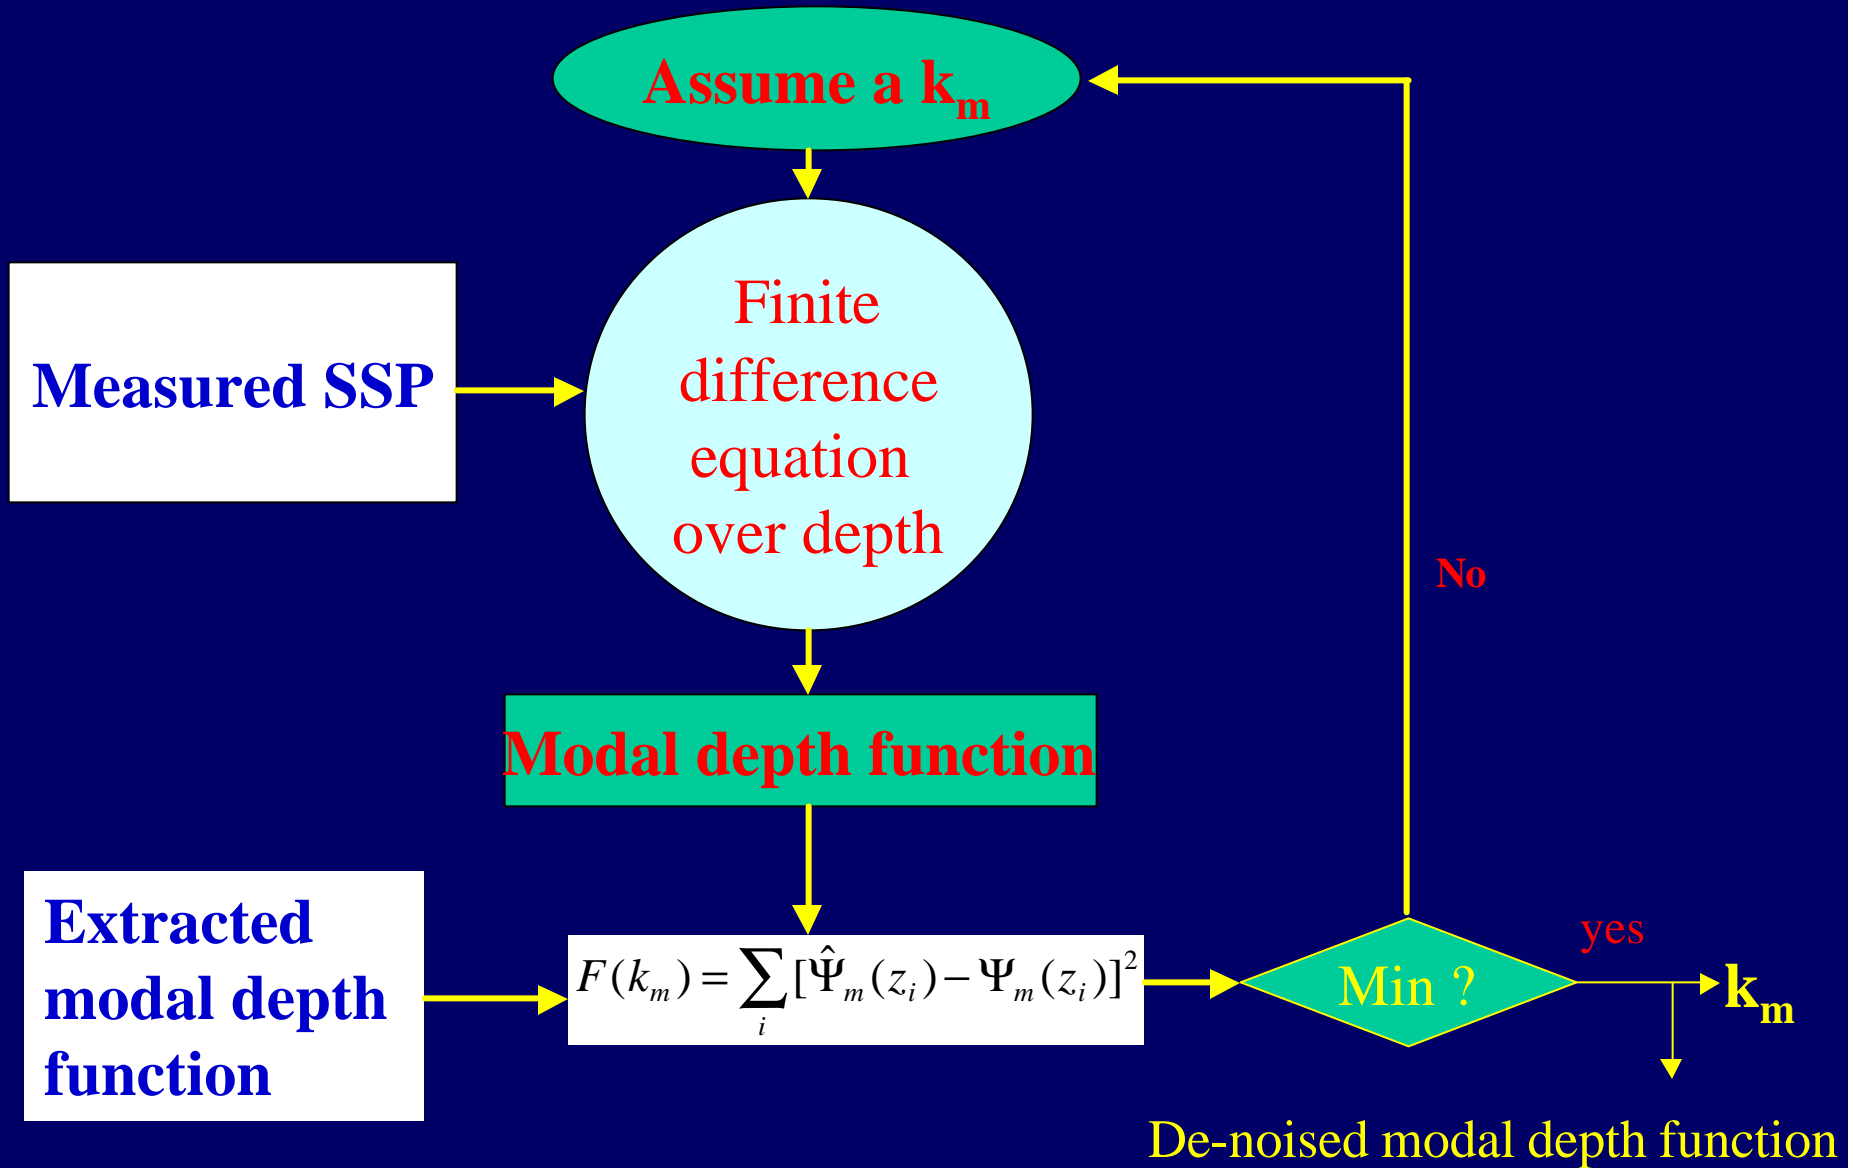 Assume a kₘ
Measured SSP
Finite
difference
equation
over depth
No
Modal depth function
Extracted
modal depth
function
F(kₘ) = ∑ᵢ [Ψ̂ₘ(zᵢ) − Ψₘ(zᵢ)]²
Min ?
yes
kₘ
De-noised modal depth function